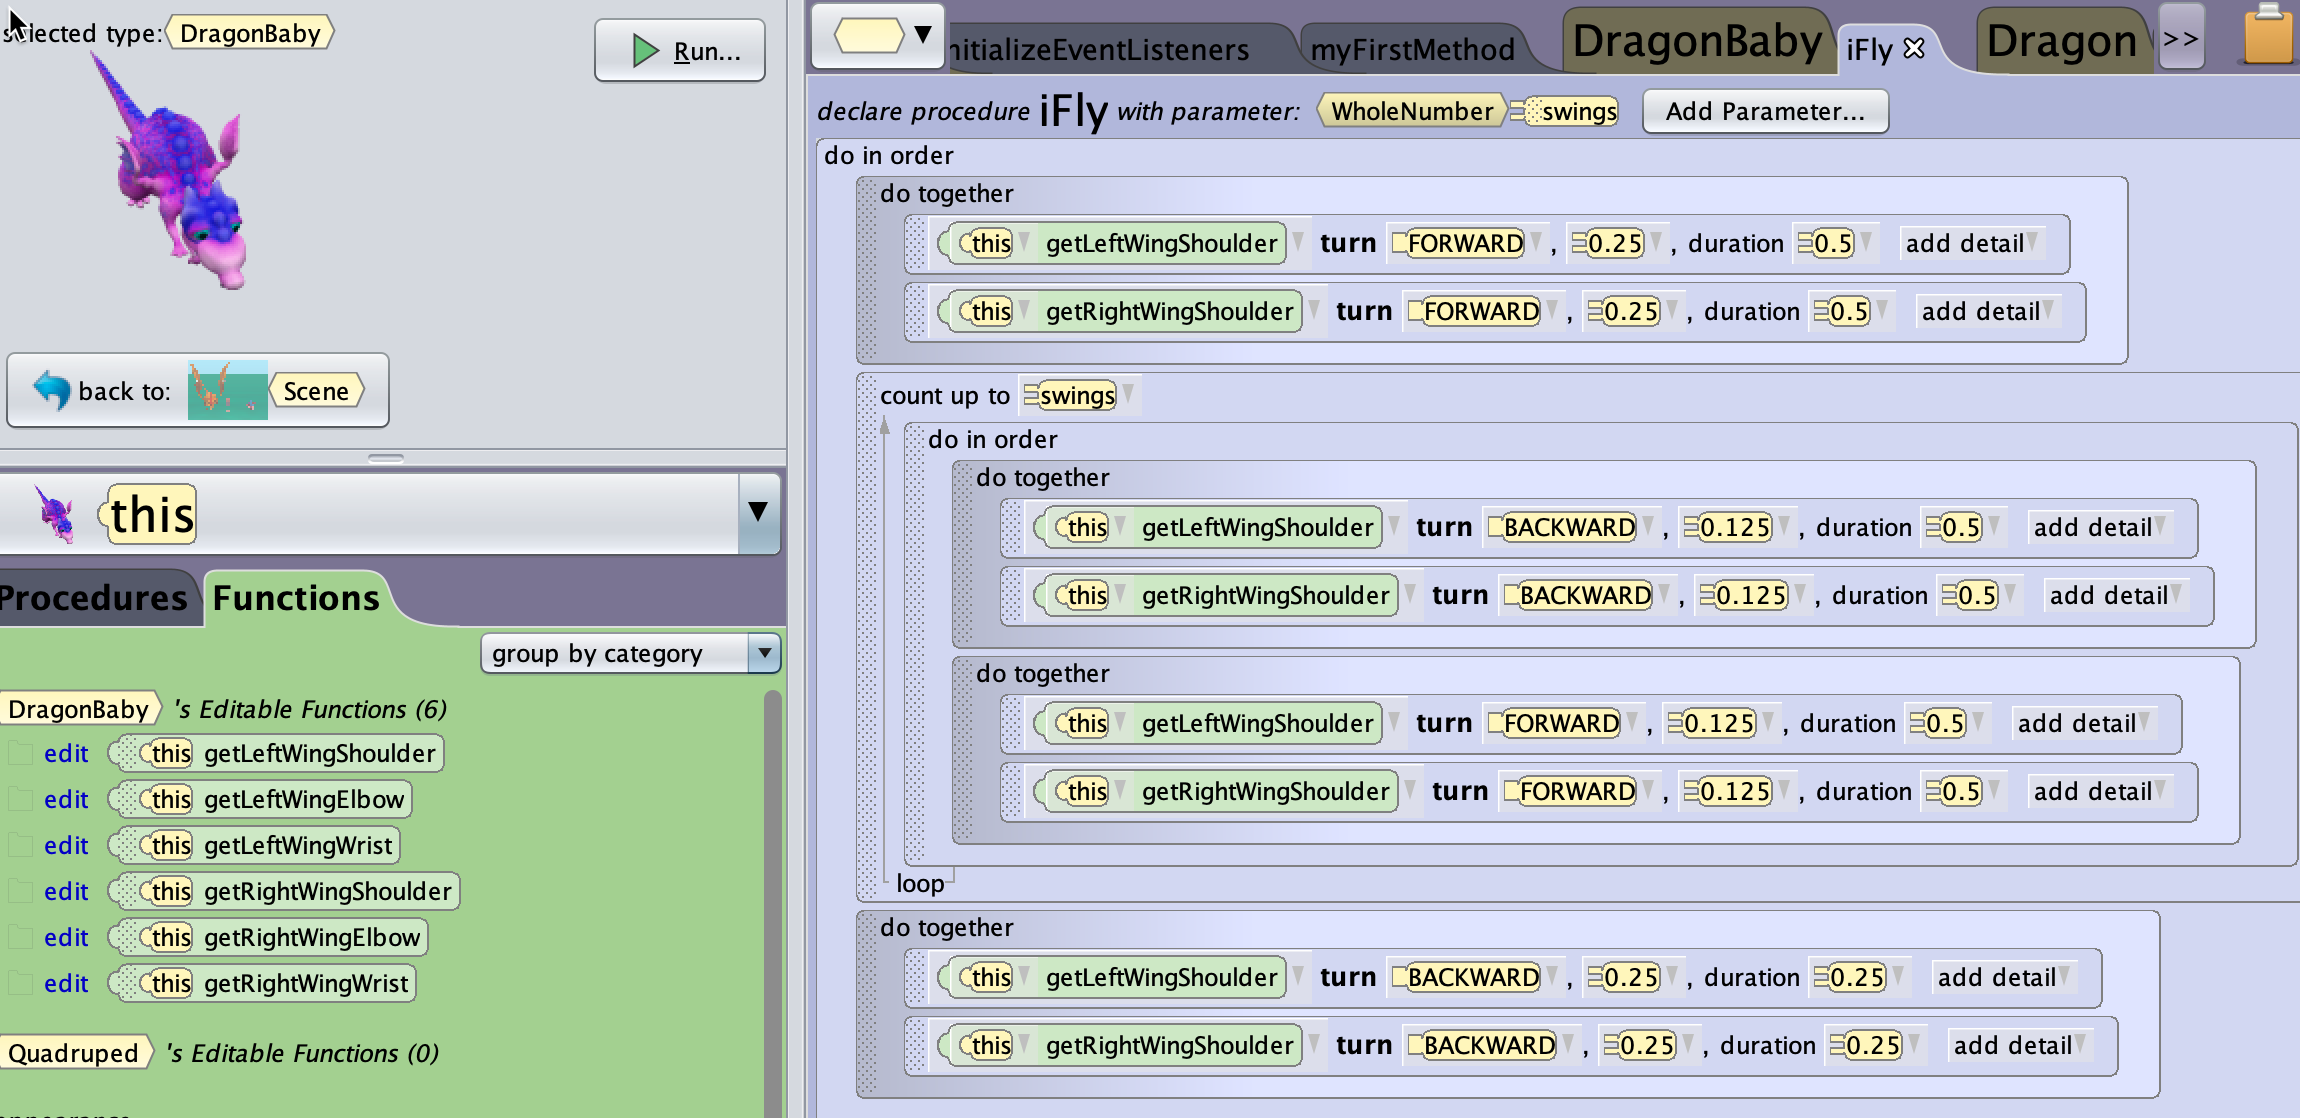 selected type: DragonBaby
Run...
back to: Scene
this
Procedures Functions
group by category
DragonBaby 's Editable Functions (6)
edit this getLeftWingShoulder
edit this getLeftWingElbow
edit this getLeftWingWrist
edit this getRightWingShoulder
edit this getRightWingElbow
edit this getRightWingWrist
Quadruped 's Editable Functions (0)
nitializeEventListeners myFirstMethod DragonBaby iFly Dragon >>
declare procedure iFly with parameter: WholeNumber swings Add Parameter...
do in order
do together
this getLeftWingShoulder turn FORWARD , 0.25 , duration 0.5 add detail
this getRightWingShoulder turn FORWARD , 0.25 , duration 0.5 add detail
count up to swings
do in order
do together
this getLeftWingShoulder turn BACKWARD , 0.125 , duration 0.5 add detail
this getRightWingShoulder turn BACKWARD , 0.125 , duration 0.5 add detail
do together
this getLeftWingShoulder turn FORWARD , 0.125 , duration 0.5 add detail
this getRightWingShoulder turn FORWARD , 0.125 , duration 0.5 add detail
loop
do together
this getLeftWingShoulder turn BACKWARD , 0.25 , duration 0.25 add detail
this getRightWingShoulder turn BACKWARD , 0.25 , duration 0.25 add detail